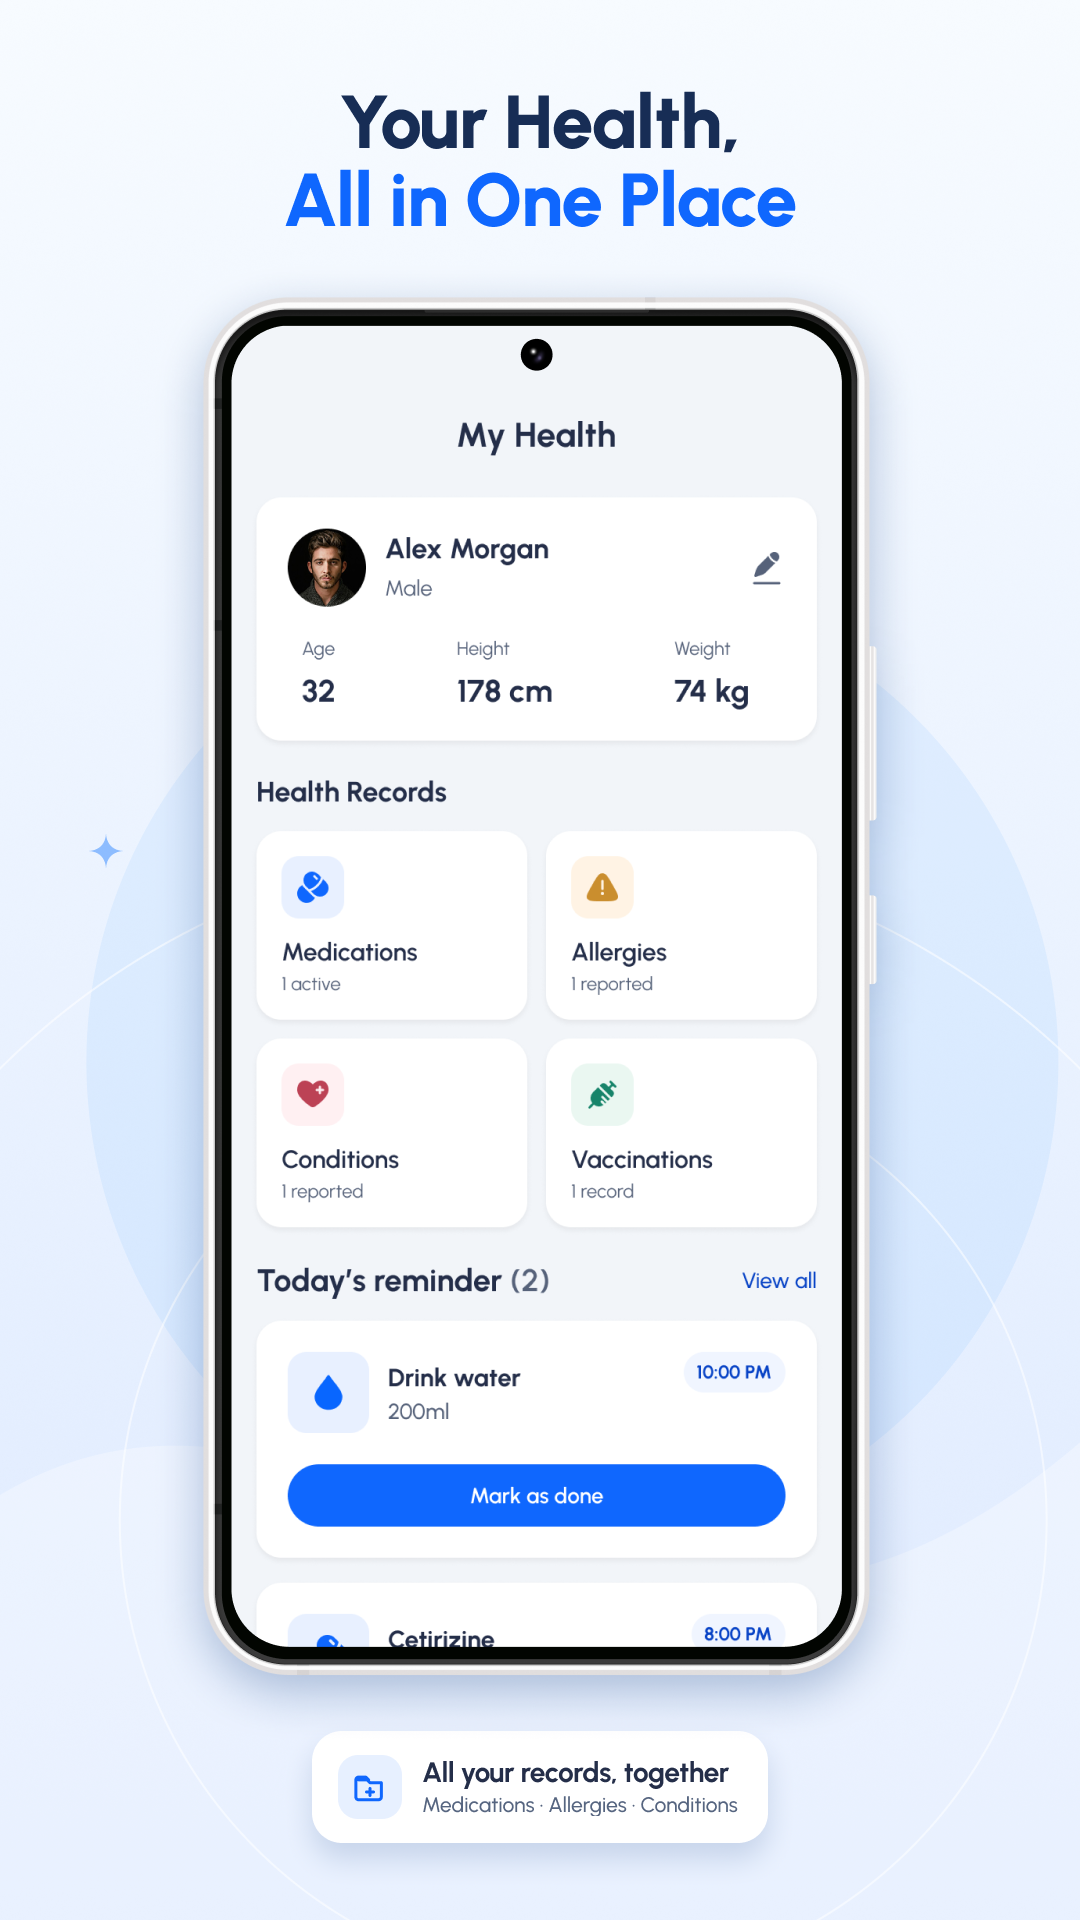 Your Health,
All in One Place
My Health
Alex Morgan
Male
Age
32
Height
178 cm
Weight
74 kg
Health Records
Medications
1 active
Allergies
1 reported
Conditions
1 reported
Vaccinations
1 record
Today's reminder (2)
View all
Drink water
200ml
10:00 PM
Mark as done
Cetirizine
8:00 PM
All your records, together
Medications · Allergies · Conditions